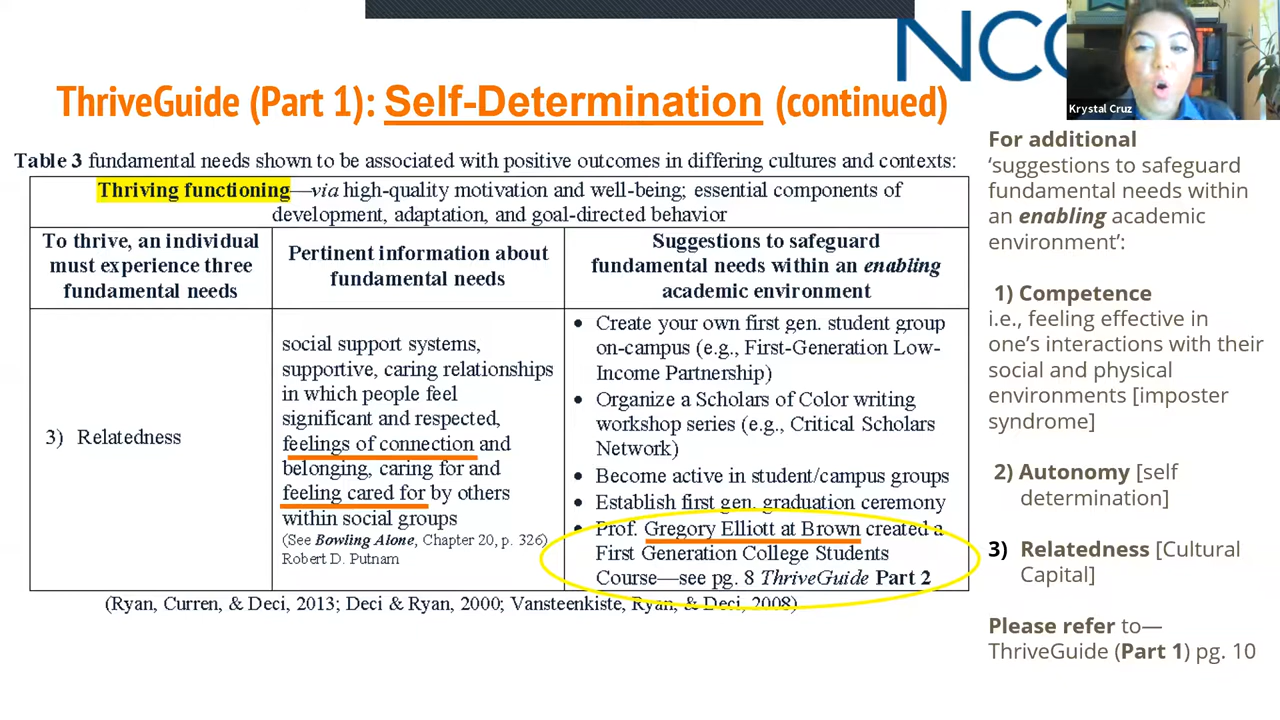 NCO
Krystal Cruz
ThriveGuide (Part 1): Self-Determination (continued)
Table 3 fundamental needs shown to be associated with positive outcomes in differing cultures and contexts:
Thriving functioning—via high-quality motivation and well-being; essential components of
development, adaptation, and goal-directed behavior
To thrive, an individual
must experience three
fundamental needs
Pertinent information about
fundamental needs
Suggestions to safeguard
fundamental needs within an enabling
academic environment
3) Relatedness
social support systems,
supportive, caring relationships
in which people feel
significant and respected,
feelings of connection and
belonging, caring for and
feeling cared for by others
within social groups
(See Bowling Alone, Chapter 20, p. 326)
Robert D. Putnam
• Create your own first gen. student group
on-campus (e.g., First-Generation Low-
Income Partnership)
• Organize a Scholars of Color writing
workshop series (e.g., Critical Scholars
Network)
• Become active in student/campus groups
• Establish first gen. graduation ceremony
• Prof. Gregory Elliott at Brown created a
First Generation College Students
Course—see pg. 8 ThriveGuide Part 2
(Ryan, Curren, & Deci, 2013; Deci & Ryan, 2000; Vansteenkiste, Ryan, & Deci, 2008)
For additional
‘suggestions to safeguard
fundamental needs within
an enabling academic
environment’:
1) Competence
i.e., feeling effective in
one’s interactions with their
social and physical
environments [imposter
syndrome]
2) Autonomy [self
determination]
3) Relatedness [Cultural
Capital]
Please refer to—
ThriveGuide (Part 1) pg. 10